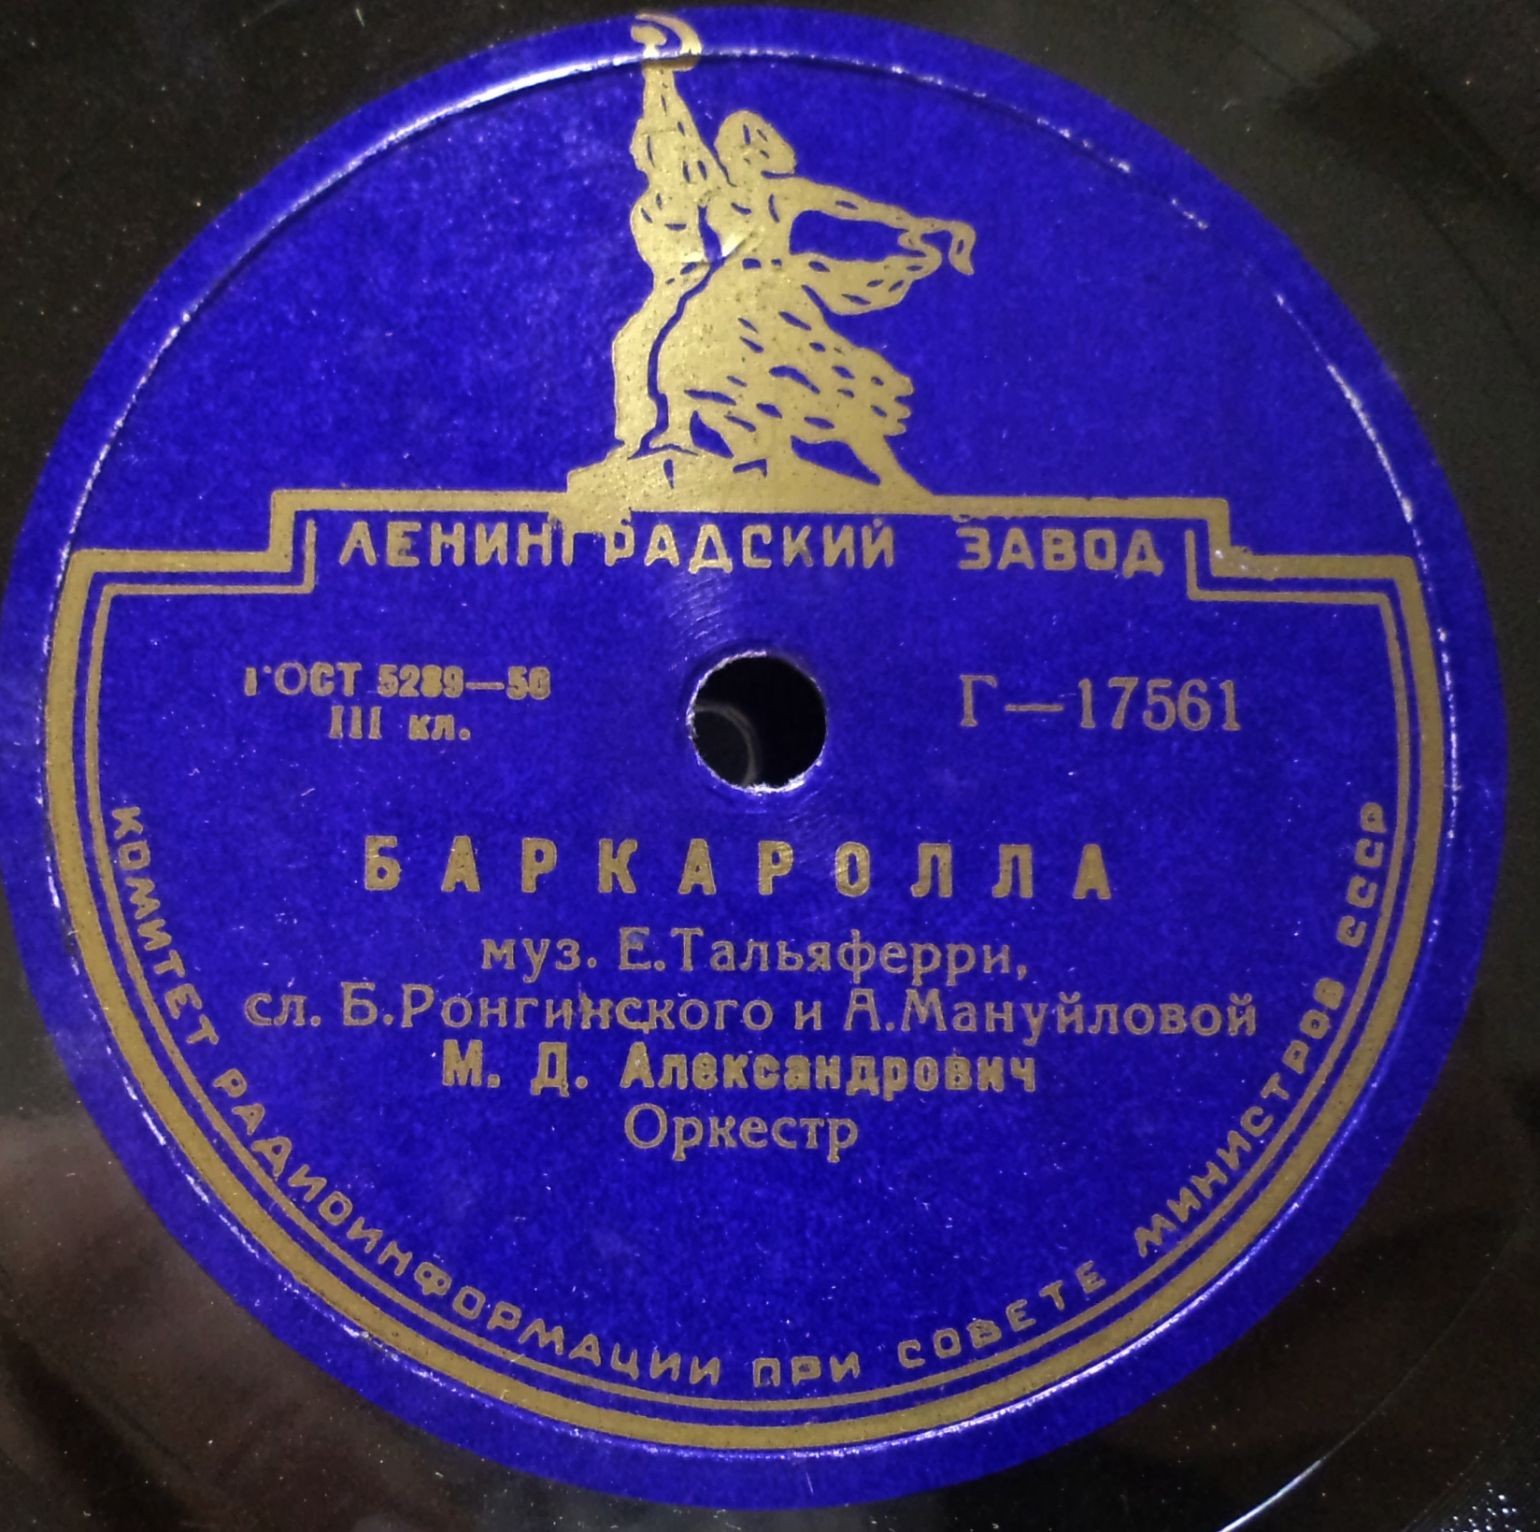 ЛЕНИНГРАДСКИЙ ЗАВОД
ГОСТ 5289—50
III кл.
Г—17561
БАРКАРОЛЛА
муз. Е.Тальяферри,
сл. Б.Ронгинского и А.Мануйловой
М. Д. Александрович
Оркестр
КОМИТЕТ РАДИОИНФОРМАЦИИ ПРИ СОВЕТЕ МИНИСТРОВ СССР